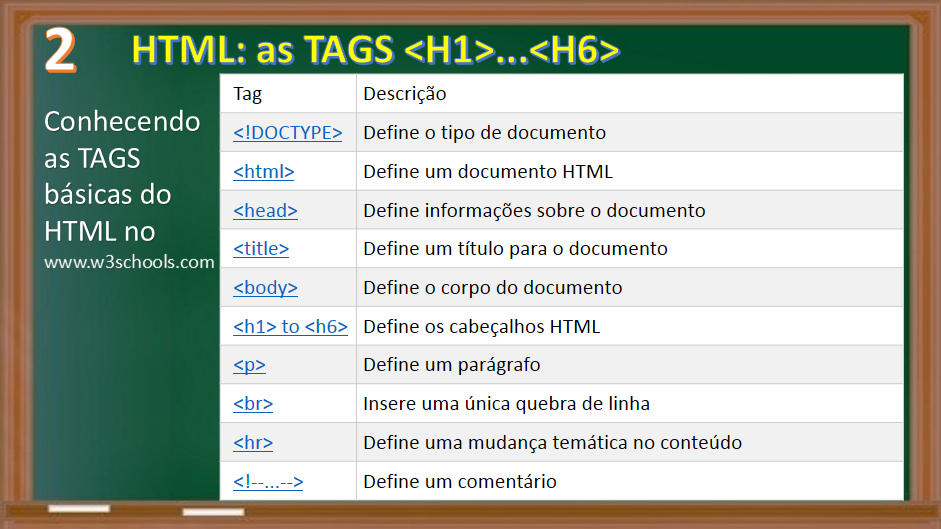 2
HTML: as TAGS <H1>...<H6>
Conhecendo
as TAGS
básicas do
HTML no
www.w3schools.com
Tag Descrição
<!DOCTYPE> Define o tipo de documento
<html> Define um documento HTML
<head> Define informações sobre o documento
<title> Define um título para o documento
<body> Define o corpo do documento
<h1> to <h6> Define os cabeçalhos HTML
<p> Define um parágrafo
<br> Insere uma única quebra de linha
<hr> Define uma mudança temática no conteúdo
<!--...--> Define um comentário